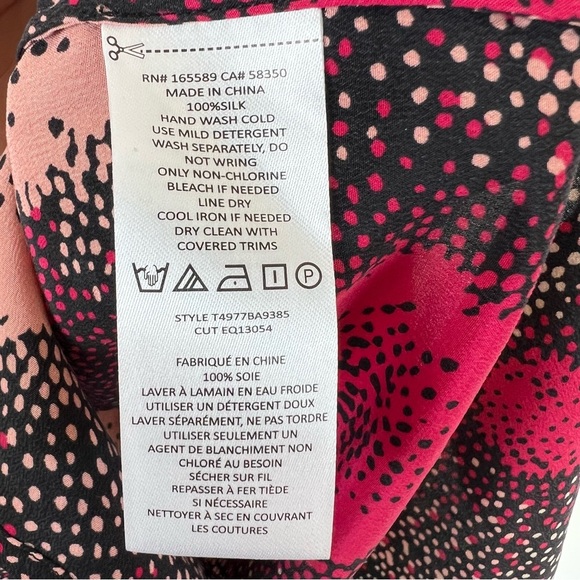 RN# 165589 CA# 58350
MADE IN CHINA
100%SILK
HAND WASH COLD
USE MILD DETERGENT
WASH SEPARATELY, DO
NOT WRING
ONLY NON-CHLORINE
BLEACH IF NEEDED
LINE DRY
COOL IRON IF NEEDED
DRY CLEAN WITH
COVERED TRIMS
P
STYLE T4977BA9385
CUT EQ13054
FABRIQUÉ EN CHINE
100% SOIE
LAVER À LAMAIN EN EAU FROIDE
UTILISER UN DÉTERGENT DOUX
LAVER SÉPARÉMENT, NE PAS TORDRE
UTILISER SEULEMENT UN
AGENT DE BLANCHIMENT NON
CHLORÉ AU BESOIN
SÉCHER SUR FIL
REPASSER À FER TIÈDE
SI NÉCESSAIRE
NETTOYER À SEC EN COUVRANT
LES COUTURES